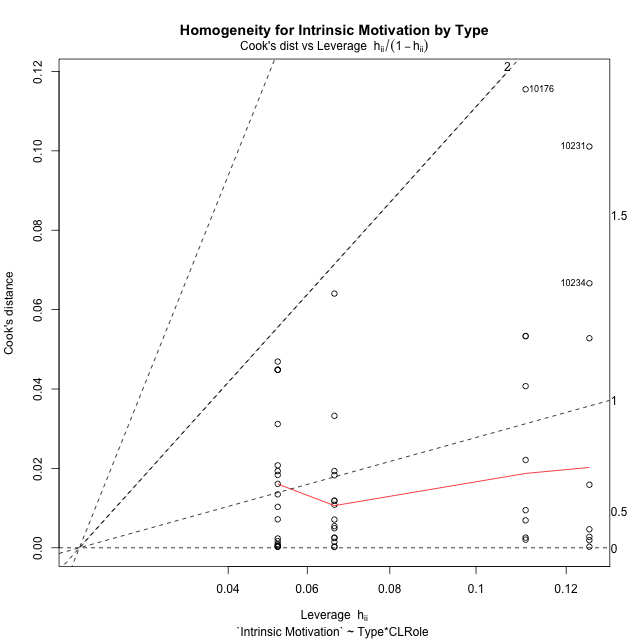 Homogeneity for Intrinsic Motivation by Type
Cook's dist vs Leverage hii/(1−hii)
2
10176
10231
1.5
10234
1
0.5
0
0.12
0.10
0.08
0.06
0.04
0.02
0.00
Cook's distance
0.04 0.06 0.08 0.1 0.12
Leverage hii
`Intrinsic Motivation` ~ Type*CLRole